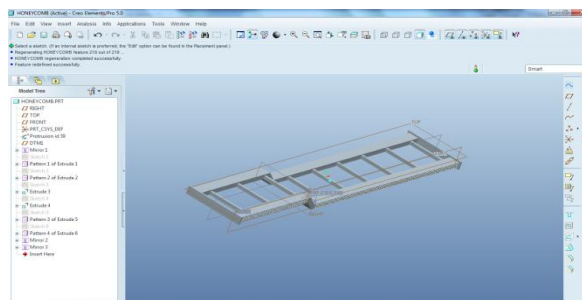 HONEYCOMB (Active) - Creo Elements/Pro 5.0
File Edit View Insert Analysis Info Applications Tools Window Help
Select a sketch. (If an internal sketch is preferred, the "Edit" option can be found in the Placement panel.)
Regenerating HONEYCOMB feature 219 out of 219 ...
HONEYCOMB regeneration completed successfully.
Feature redefined successfully.
Smart
Model Tree
HONEYCOMB.PRT
RIGHT
TOP
FRONT
PRT_CSYS_DEF
Protrusion id 39
DTM1
Mirror 1
Pattern 1 of Extrude 1
Pattern 2 of Extrude 2
Extrude 3
Extrude 4
Pattern 3 of Extrude 5
Pattern 4 of Extrude 6
Mirror 2
Mirror 3
Insert Here
TOP